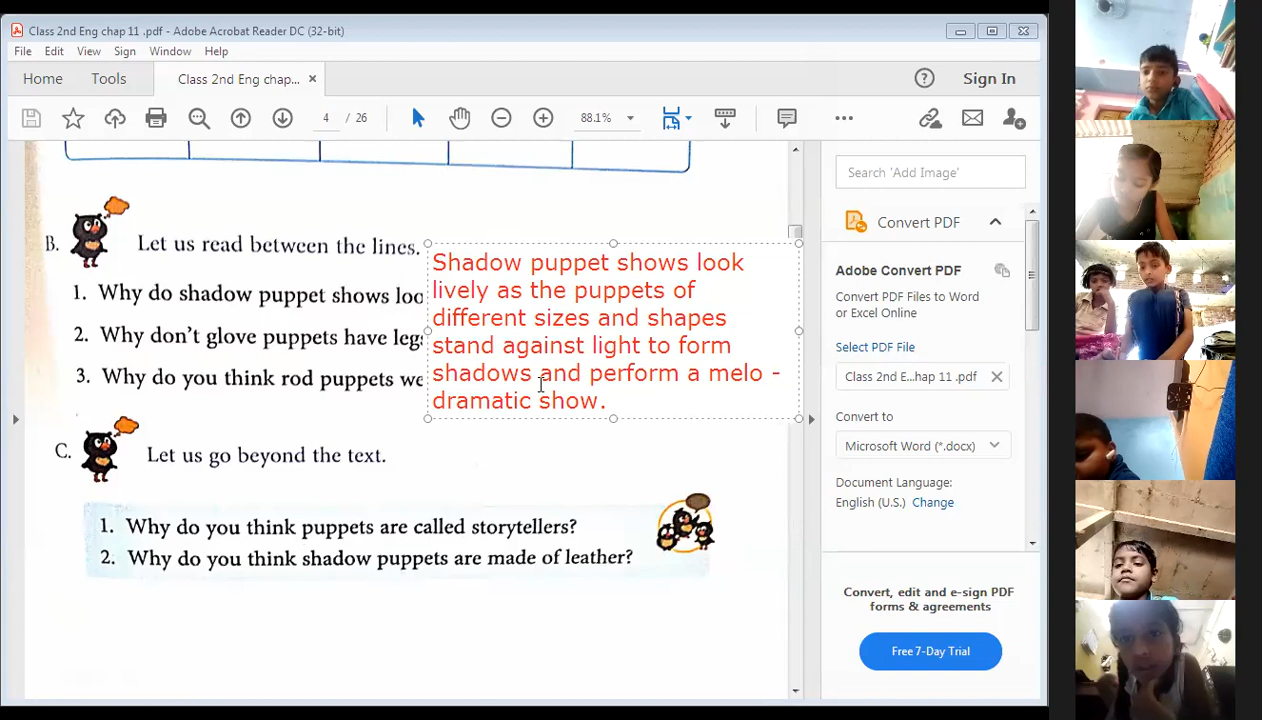 Class 2nd Eng chap 11 .pdf - Adobe Acrobat Reader DC (32-bit)
File Edit View Sign Window Help
Home Tools Class 2nd Eng chap... × Sign In
4 / 26 88.1%
B. Let us read between the lines.
1. Why do shadow puppet shows loo
2. Why don't glove puppets have legs
3. Why do you think rod puppets we
Shadow puppet shows look
lively as the puppets of
different sizes and shapes
stand against light to form
shadows and perform a melo -
dramatic show.
C. Let us go beyond the text.
1. Why do you think puppets are called storytellers?
2. Why do you think shadow puppets are made of leather?
Search 'Add Image'
Convert PDF
Adobe Convert PDF
Convert PDF Files to Word
or Excel Online
Select PDF File
Class 2nd E...hap 11 .pdf
Convert to
Microsoft Word (*.docx)
Document Language:
English (U.S.) Change
Convert, edit and e-sign PDF
forms & agreements
Free 7-Day Trial